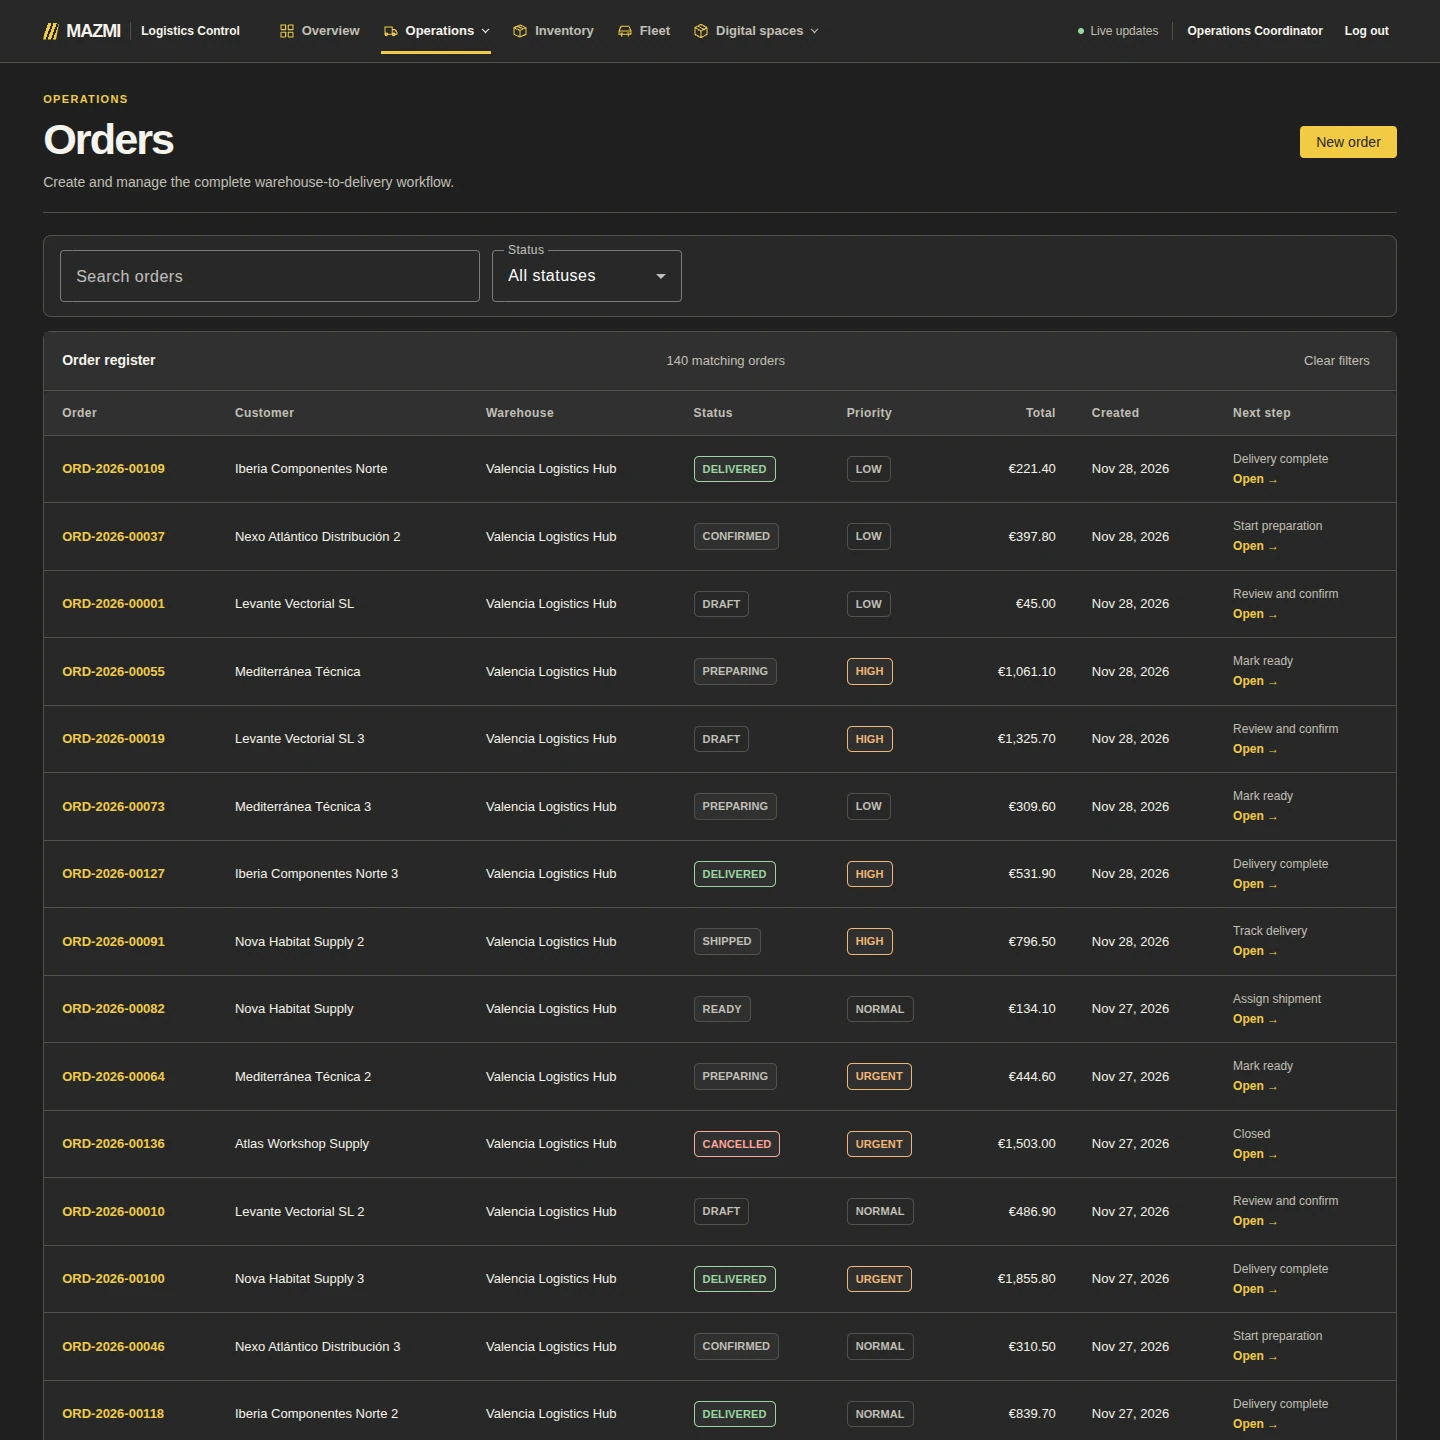 MAZMI Logistics Control Overview Operations Inventory Fleet Digital spaces Live updates Operations Coordinator Log out
OPERATIONS
Orders
New order
Create and manage the complete warehouse-to-delivery workflow.
Status
Search orders All statuses
Order register 140 matching orders Clear filters
Order Customer Warehouse Status Priority Total Created Next step
ORD-2026-00109 Iberia Componentes Norte Valencia Logistics Hub DELIVERED LOW €221.40 Nov 28, 2026 Delivery complete
Open →
ORD-2026-00037 Nexo Atlántico Distribución 2 Valencia Logistics Hub CONFIRMED LOW €397.80 Nov 28, 2026 Start preparation
Open →
ORD-2026-00001 Levante Vectorial SL Valencia Logistics Hub DRAFT LOW €45.00 Nov 28, 2026 Review and confirm
Open →
ORD-2026-00055 Mediterránea Técnica Valencia Logistics Hub PREPARING HIGH €1,061.10 Nov 28, 2026 Mark ready
Open →
ORD-2026-00019 Levante Vectorial SL 3 Valencia Logistics Hub DRAFT HIGH €1,325.70 Nov 28, 2026 Review and confirm
Open →
ORD-2026-00073 Mediterránea Técnica 3 Valencia Logistics Hub PREPARING LOW €309.60 Nov 28, 2026 Mark ready
Open →
ORD-2026-00127 Iberia Componentes Norte 3 Valencia Logistics Hub DELIVERED HIGH €531.90 Nov 28, 2026 Delivery complete
Open →
ORD-2026-00091 Nova Habitat Supply 2 Valencia Logistics Hub SHIPPED HIGH €796.50 Nov 28, 2026 Track delivery
Open →
ORD-2026-00082 Nova Habitat Supply Valencia Logistics Hub READY NORMAL €134.10 Nov 27, 2026 Assign shipment
Open →
ORD-2026-00064 Mediterránea Técnica 2 Valencia Logistics Hub PREPARING URGENT €444.60 Nov 27, 2026 Mark ready
Open →
ORD-2026-00136 Atlas Workshop Supply Valencia Logistics Hub CANCELLED URGENT €1,503.00 Nov 27, 2026 Closed
Open →
ORD-2026-00010 Levante Vectorial SL 2 Valencia Logistics Hub DRAFT NORMAL €486.90 Nov 27, 2026 Review and confirm
Open →
ORD-2026-00100 Nova Habitat Supply 3 Valencia Logistics Hub DELIVERED URGENT €1,855.80 Nov 27, 2026 Delivery complete
Open →
ORD-2026-00046 Nexo Atlántico Distribución 3 Valencia Logistics Hub CONFIRMED NORMAL €310.50 Nov 27, 2026 Start preparation
Open →
ORD-2026-00118 Iberia Componentes Norte 2 Valencia Logistics Hub DELIVERED NORMAL €839.70 Nov 27, 2026 Delivery complete
Open →